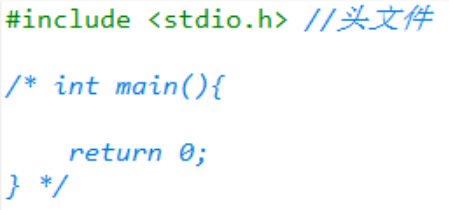 #include <stdio.h> //头文件
/* int main(){
return 0;
} */